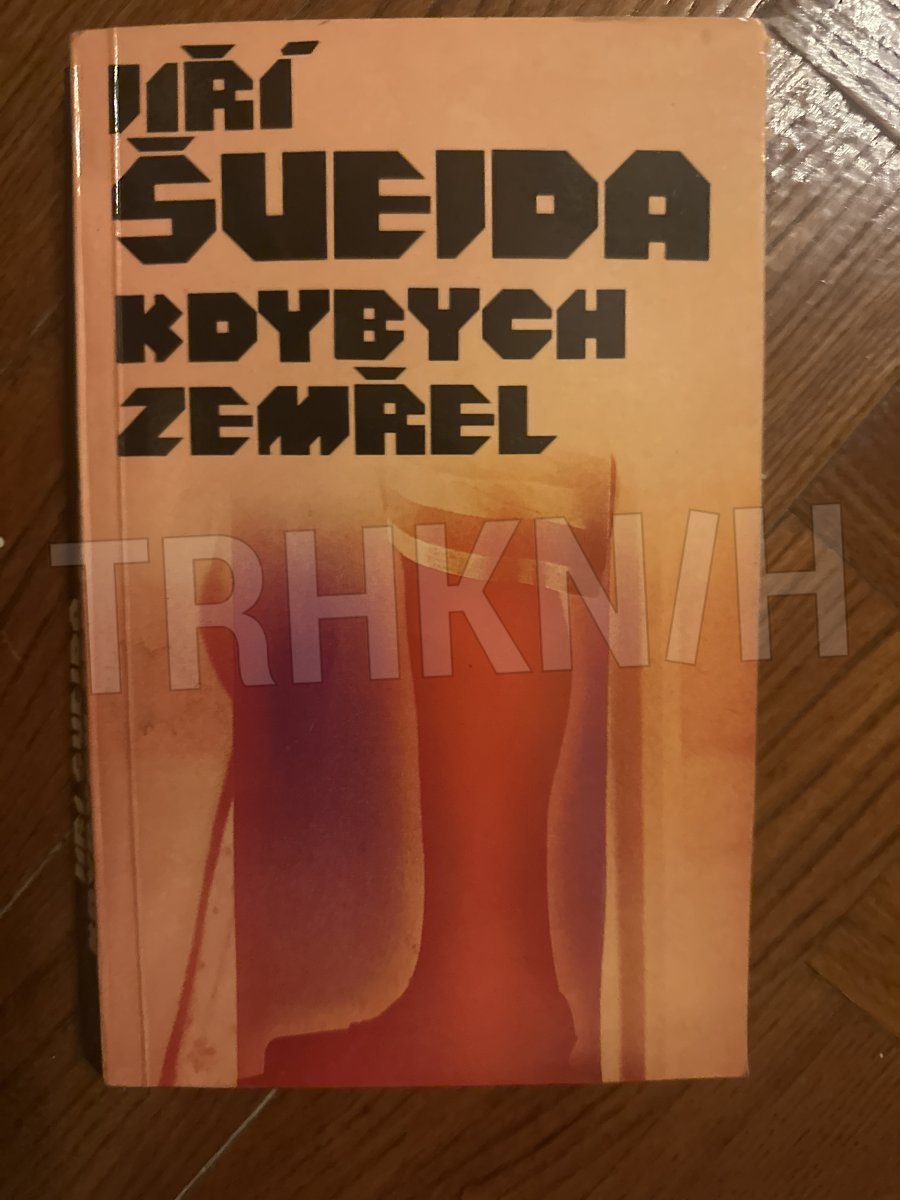 JIŘÍ
ŠVEJDA
KDYBYCH
ZEMŘEL
TRHKNIH